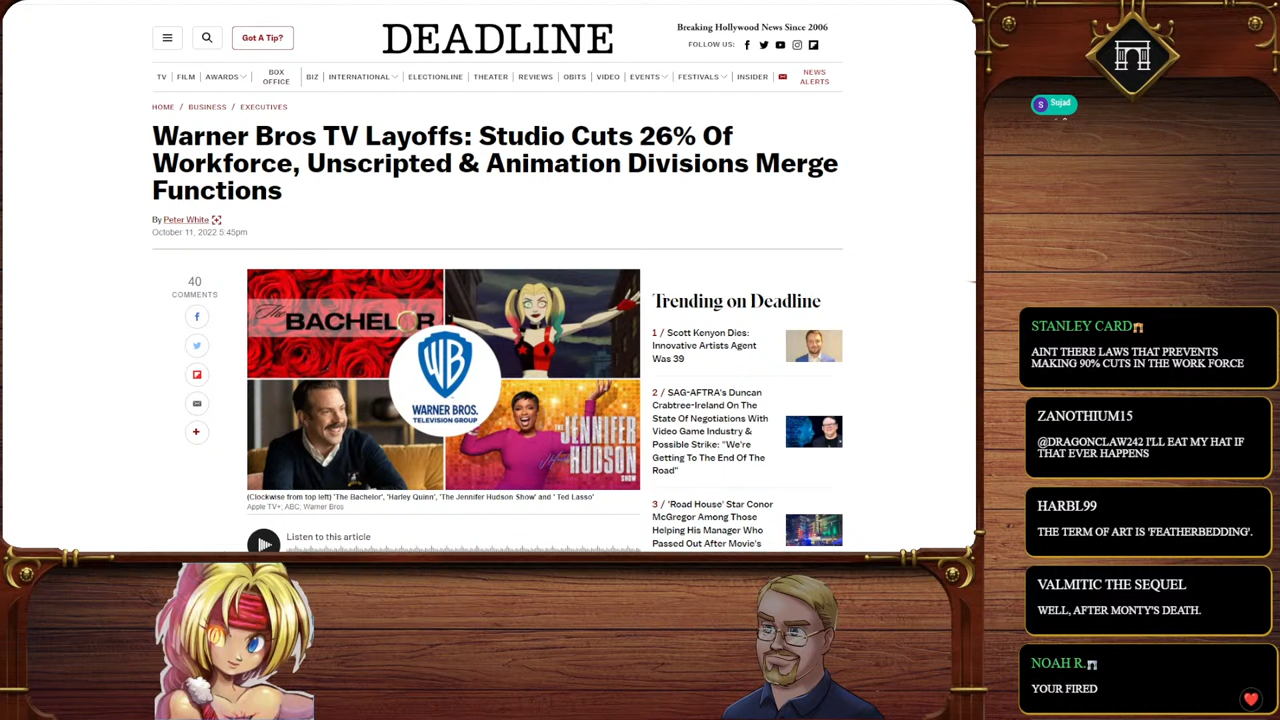 Got A Tip?
DEADLINE
Breaking Hollywood News Since 2006
FOLLOW US:
TV
FILM
AWARDS
BOX
OFFICE
BIZ
INTERNATIONAL
ELECTIONLINE
THEATER
REVIEWS
OBITS
VIDEO
EVENTS
FESTIVALS
INSIDER
NEWS
ALERTS
HOME / BUSINESS / EXECUTIVES
Warner Bros TV Layoffs: Studio Cuts 26% Of
Workforce, Unscripted & Animation Divisions Merge
Functions
By Peter White
October 11, 2022 5:45pm
40
COMMENTS
The
BACHELOR
WB
WARNER BROS.
TELEVISION GROUP
THE
JENNIFER
HUDSON
SHOW
(Clockwise from top left) 'The Bachelor', 'Harley Quinn', 'The Jennifer Hudson Show' and ' Ted Lasso'
Apple TV+; ABC; Warner Bros
Listen to this article
Trending on Deadline
1 / Scott Kenyon Dies:
Innovative Artists Agent
Was 39
2 / SAG-AFTRA's Duncan
Crabtree-Ireland On The
State Of Negotiations With
Video Game Industry &
Possible Strike: "We're
Getting To The End Of The
Road"
3 / 'Road House' Star Conor
McGregor Among Those
Helping His Manager Who
Passed Out After Movie's
S
Sujad
STANLEY CARD
AINT THERE LAWS THAT PREVENTS
MAKING 90% CUTS IN THE WORK FORCE
ZANOTHIUM15
@DRAGONCLAW242 I'LL EAT MY HAT IF
THAT EVER HAPPENS
HARBL99
THE TERM OF ART IS 'FEATHERBEDDING'.
VALMITIC THE SEQUEL
WELL, AFTER MONTY'S DEATH.
NOAH R.
YOUR FIRED